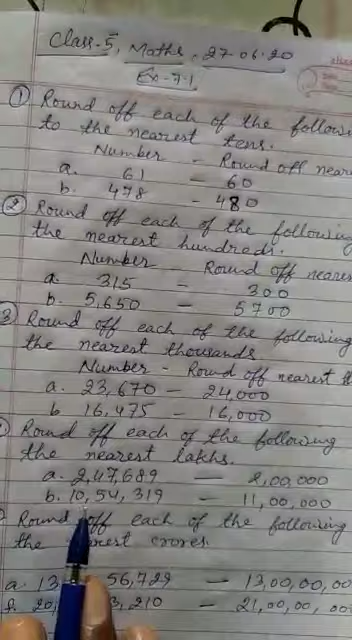 Class-5, Maths, 27-06-20
Ex-7.1
① Round off each of the
to the nearest tens.
Number - Round off
a. 61 - 60
b. 478 - 480
② Round off each of the following
the nearest hundreds.
Number - Round off
a. 315 - 300
b. 5,650 - 5700
③ Round off each of the following
the nearest thousands
Number - Round off nearest
a. 23,670 - 24,000
b. 16,475 - 16,000
Round off each of the following
the nearest lakhs.
a. 2,47,689 - 2,00,000
b. 10,54,319 - 11,00,000
Round off each of the following
the crores.
a. 13 56,729 - 13,00,00,00
20, 3,210 - 21,00,00,00